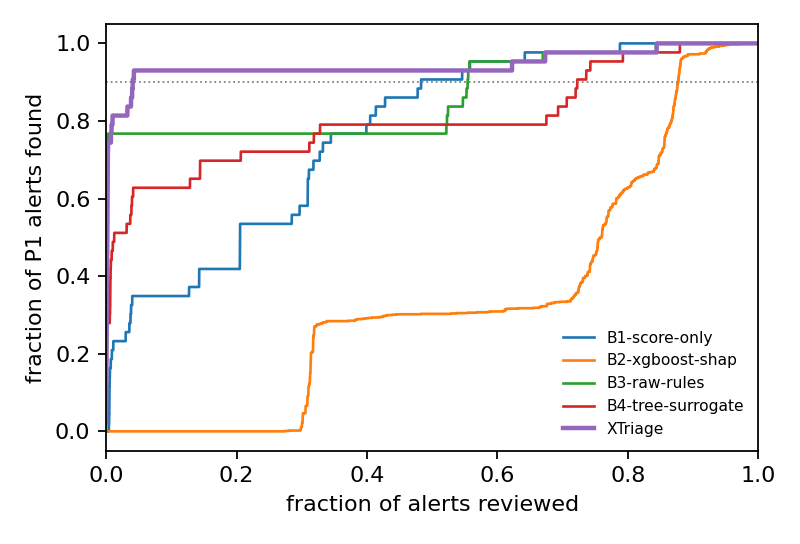 1.0
0.8
0.6
0.4
0.2
0.0
fraction of P1 alerts found
B1-score-only
B2-xgboost-shap
B3-raw-rules
B4-tree-surrogate
XTriage
0.0 0.2 0.4 0.6 0.8 1.0
fraction of alerts reviewed